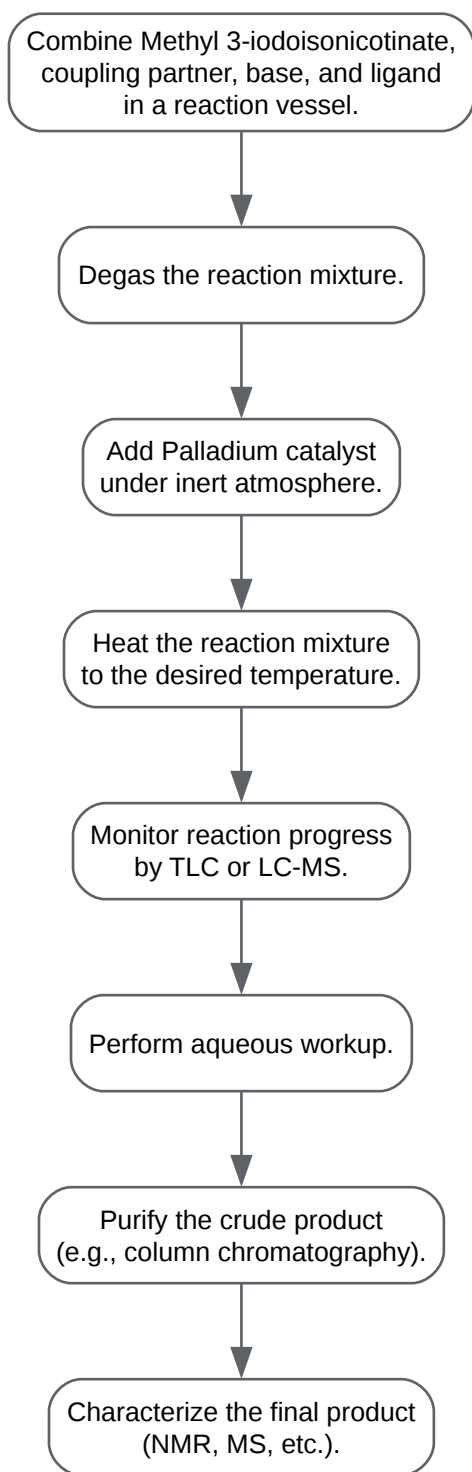 Combine Methyl 3-iodoisonicotinate,
coupling partner, base, and ligand
in a reaction vessel.
Degas the reaction mixture.
Add Palladium catalyst
under inert atmosphere.
Heat the reaction mixture
to the desired temperature.
Monitor reaction progress
by TLC or LC-MS.
Perform aqueous workup.
Purify the crude product
(e.g., column chromatography).
Characterize the final product
(NMR, MS, etc.).